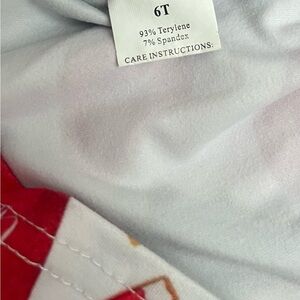 6T
93% Terylene
7% Spandex
CARE INSTRUCTIONS: